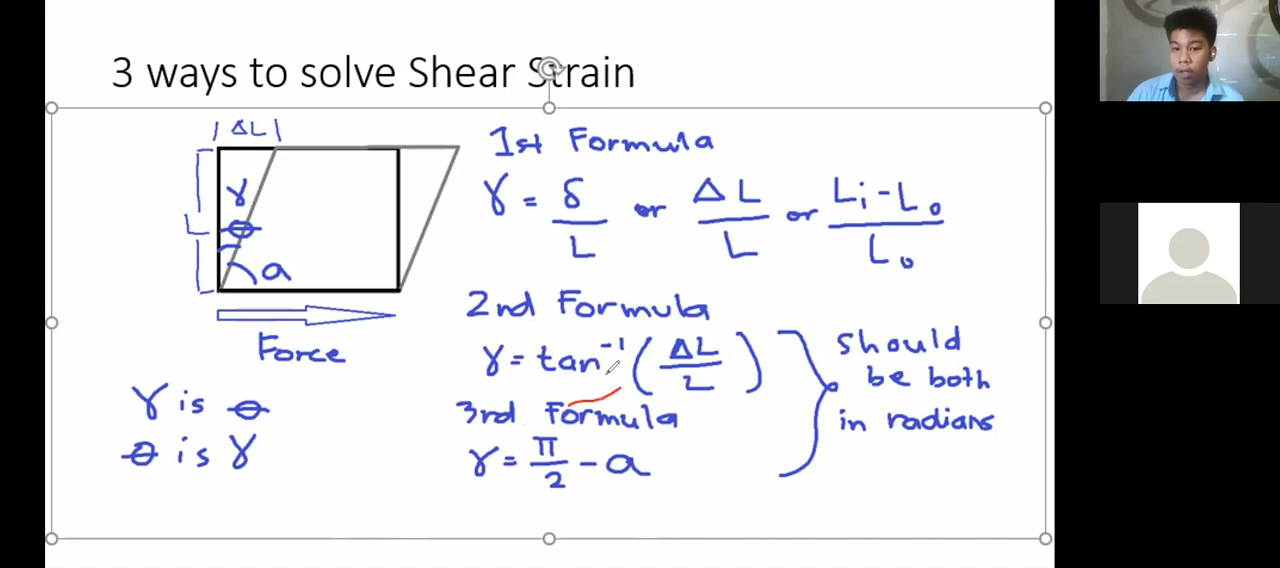 3 ways to solve Shear Strain
| ΔL |
γ
L
θ
a
Force
γ is θ
θ is γ
1st Formula
γ = δ/L or ΔL/L or Li-Lo/Lo
2nd Formula
γ = tan⁻¹ (ΔL/L)
3rd Formula
γ = π/2 - a
should
be both
in radians